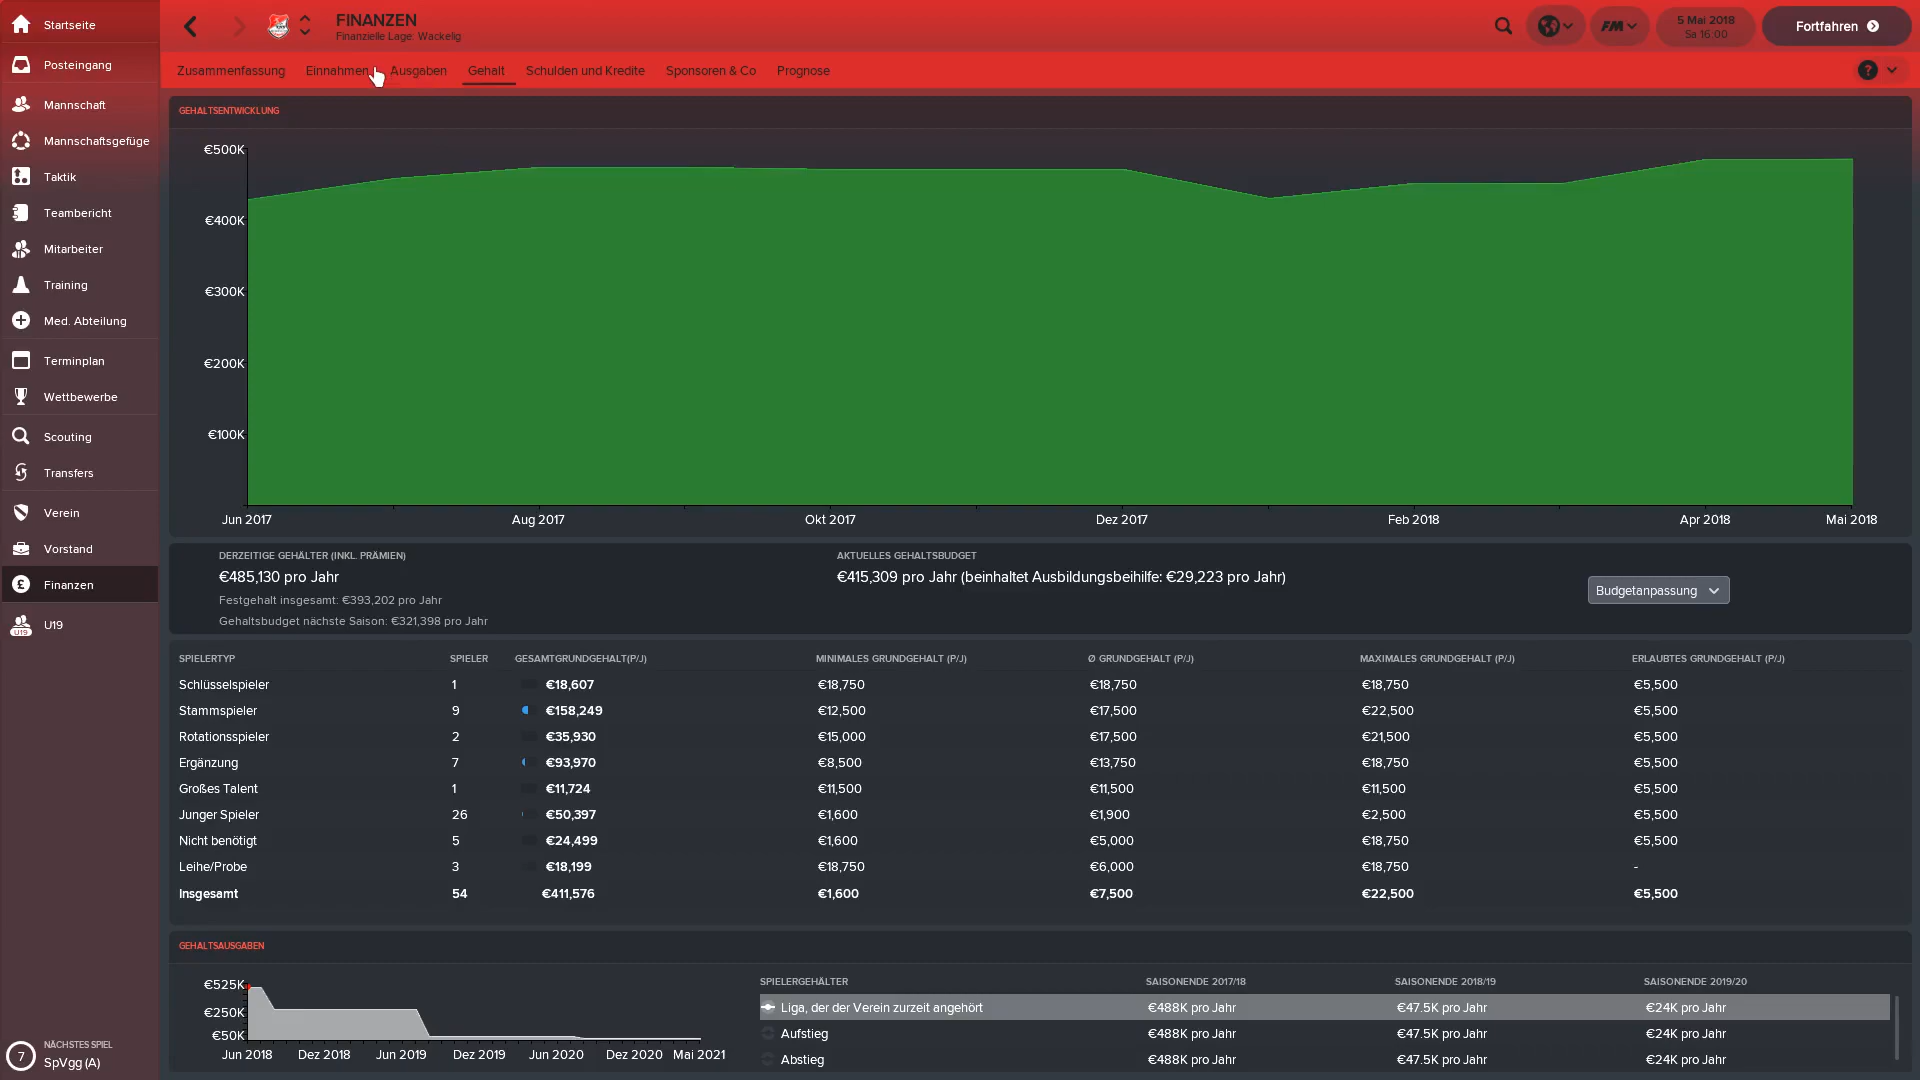 Startseite
FINANZEN
Finanzielle Lage: Wackelig
FM
5 Mai 2018
Sa 16:00
Fortfahren
Zusammenfassung Einnahmen Ausgaben Gehalt Schulden und Kredite Sponsoren & Co Prognose
?
Posteingang
Mannschaft
Mannschaftsgefüge
Taktik
Teambericht
Mitarbeiter
Training
Med. Abteilung
Terminplan
Wettbewerbe
Scouting
Transfers
Verein
Vorstand
£ Finanzen
U19 U19
NÄCHSTES SPIEL
7 SpVgg (A)
GEHALTSENTWICKLUNG
€500K
€400K
€300K
€200K
€100K
Jun 2017 Aug 2017 Okt 2017 Dez 2017 Feb 2018 Apr 2018 Mai 2018
DERZEITIGE GEHÄLTER (INKL. PRÄMIEN)
€485,130 pro Jahr
Festgehalt insgesamt: €393,202 pro Jahr
Gehaltsbudget nächste Saison: €321,398 pro Jahr
AKTUELLES GEHALTSBUDGET
€415,309 pro Jahr (beinhaltet Ausbildungsbeihilfe: €29,223 pro Jahr)
Budgetanpassung
SPIELERTYP SPIELER GESAMTGRUNDGEHALT(P/J) MINIMALES GRUNDGEHALT (P/J) Ø GRUNDGEHALT (P/J) MAXIMALES GRUNDGEHALT (P/J) ERLAUBTES GRUNDGEHALT (P/J)
Schlüsselspieler 1 €18,607 €18,750 €18,750 €18,750 €5,500
Stammspieler 9 €158,249 €12,500 €17,500 €22,500 €5,500
Rotationsspieler 2 €35,930 €15,000 €17,500 €21,500 €5,500
Ergänzung 7 €93,970 €8,500 €13,750 €18,750 €5,500
Großes Talent 1 €11,724 €11,500 €11,500 €11,500 €5,500
Junger Spieler 26 €50,397 €1,600 €1,900 €2,500 €5,500
Nicht benötigt 5 €24,499 €1,600 €5,000 €18,750 €5,500
Leihe/Probe 3 €18,199 €18,750 €6,000 €18,750 -
Insgesamt 54 €411,576 €1,600 €7,500 €22,500 €5,500
GEHALTSAUSGABEN
€525K
€250K
€50K
Jun 2018 Dez 2018 Jun 2019 Dez 2019 Jun 2020 Dez 2020 Mai 2021
SPIELERGEHÄLTER SAISONENDE 2017/18 SAISONENDE 2018/19 SAISONENDE 2019/20
Liga, der der Verein zurzeit angehört €488K pro Jahr €47.5K pro Jahr €24K pro Jahr
Aufstieg €488K pro Jahr €47.5K pro Jahr €24K pro Jahr
Abstieg €488K pro Jahr €47.5K pro Jahr €24K pro Jahr